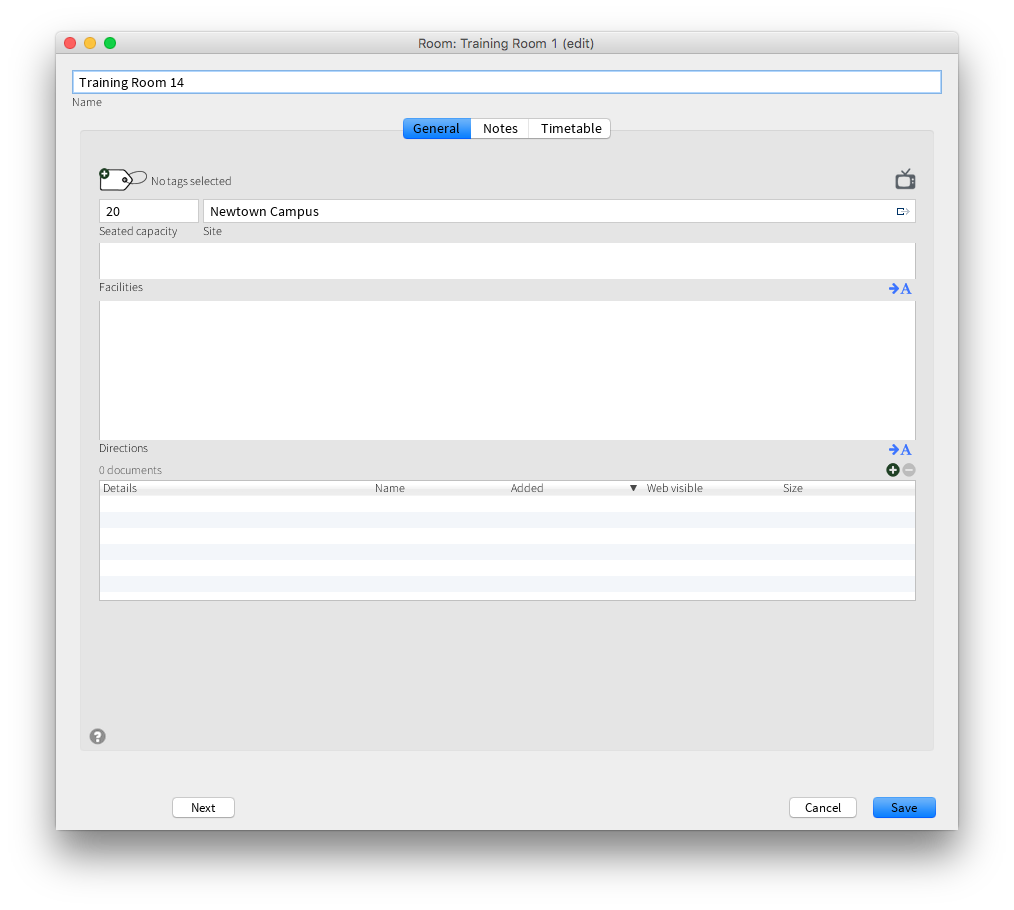 Room: Training Room 1 (edit)
Training Room 14
Name
General Notes Timetable
No tags selected
20 Newtown Campus
Seated capacity Site
Facilities
A
Directions
A
0 documents
Details Name Added Web visible Size
?
Next Cancel Save